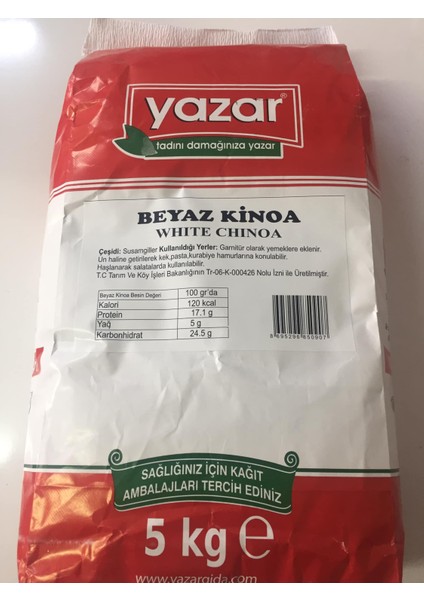 yazar®
tadını damağınıza yazar
BEYAZ KİNOA
WHITE CHINOA
Çeşidi: Susamgiller Kullanıldığı Yerler: Garnitür olarak yemeklere eklenir.
Un haline getirilerek kek,pasta,kurabiye hamurlarına konulabilir.
Haşlanarak salatalarda kullanılabilir.
T.C Tarım Ve Köy İşleri Bakanlığının Tr-06-K-000426 Nolu İzni ile Üretilmiştir.
Beyaz Kinoa Besin Değeri 100 gr'da
Kalori 120 kcal
Protein 17.1 g
Yağ 5 g
Karbonhidrat 24.5 g
8 695296 850907
SAĞLIĞINIZ İÇİN KAĞIT
AMBALAJLARI TERCİH EDİNİZ
5 kg e
www.yazargida.com